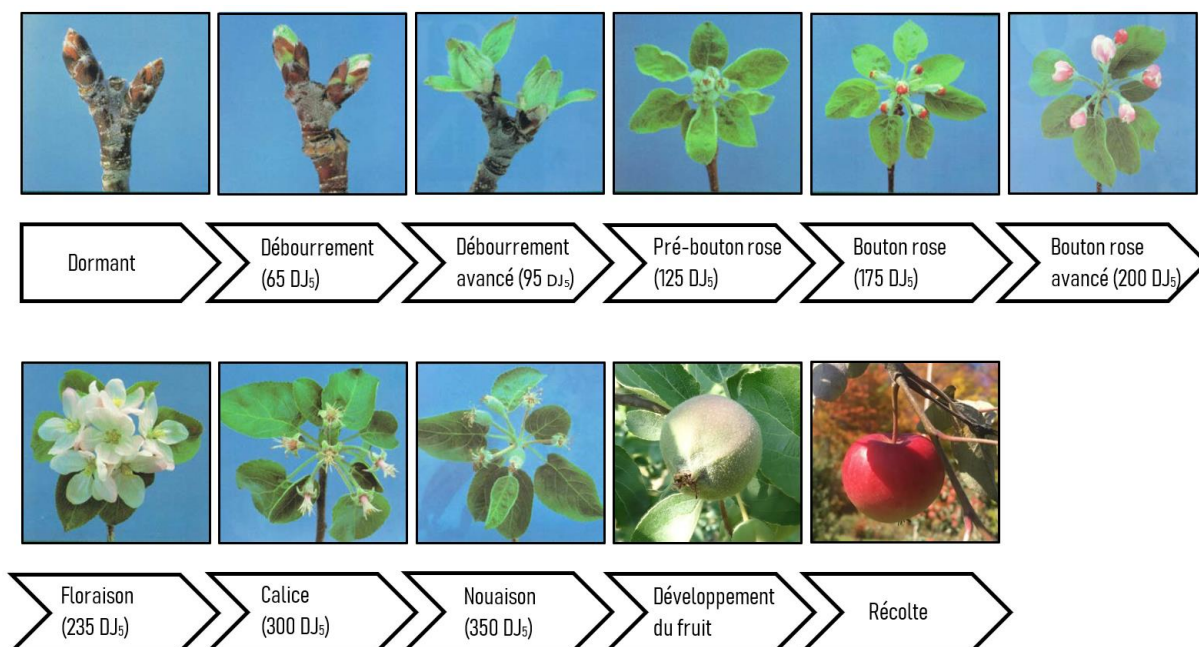 Dormant
Débourrement
(65 DJ₅)
Débourrement
avancé (95 DJ₅)
Pré-bouton rose
(125 DJ₅)
Bouton rose
(175 DJ₅)
Bouton rose
avancé (200 DJ₅)
Floraison
(235 DJ₅)
Calice
(300 DJ₅)
Nouaison
(350 DJ₅)
Développement
du fruit
Récolte